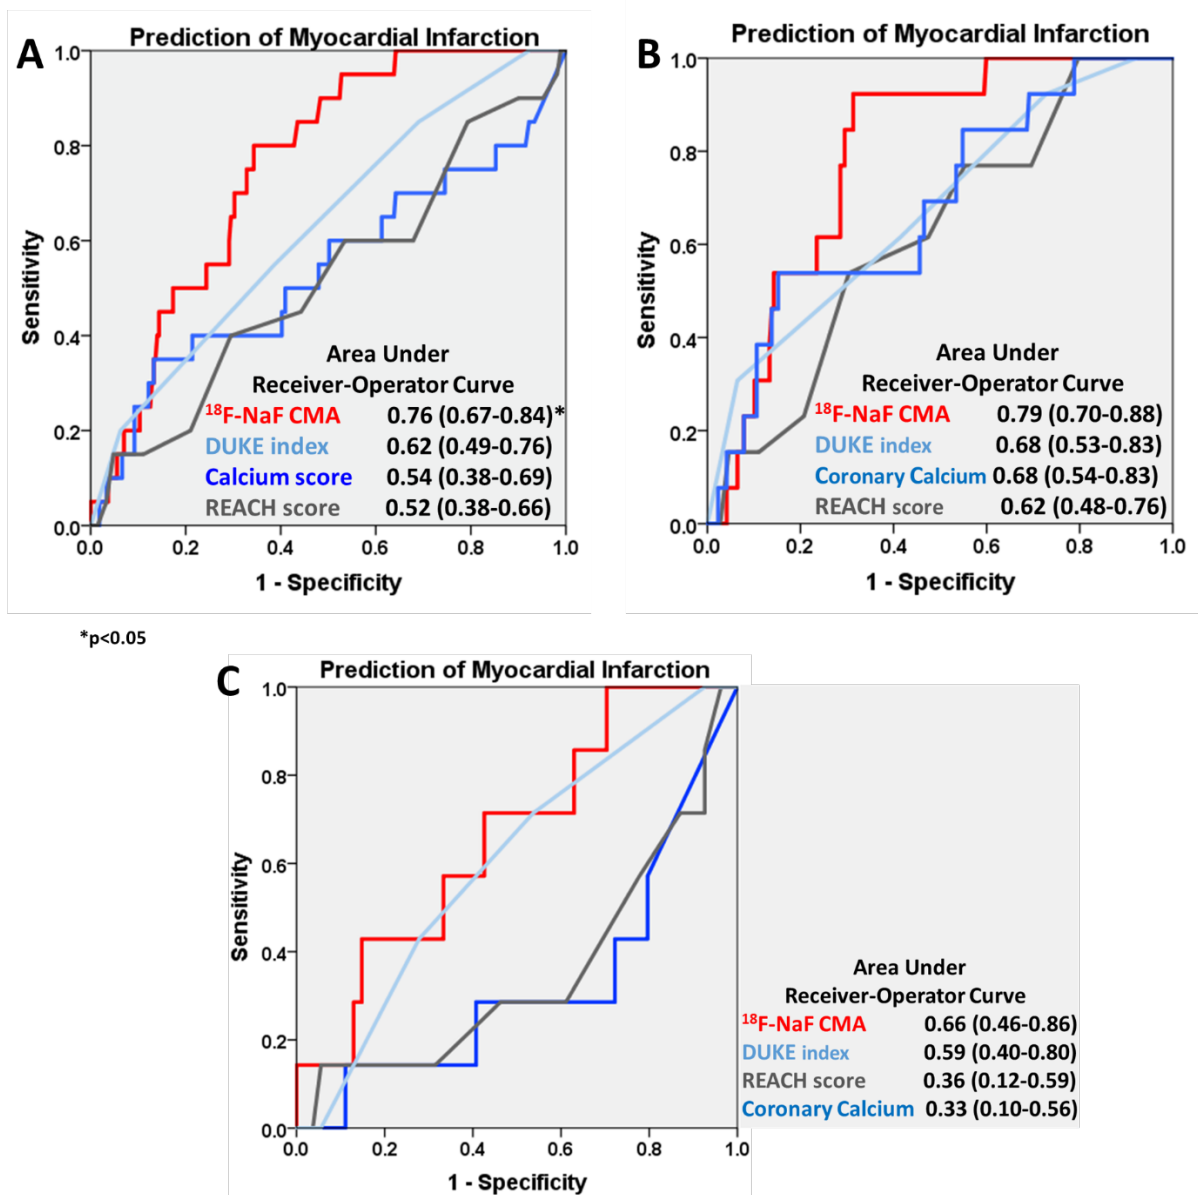 A
Prediction of Myocardial Infarction
Sensitivity
1.0
0.8
0.6
0.4
0.2
0.0
0.0 0.2 0.4 0.6 0.8 1.0
1 - Specificity
Area Under
Receiver-Operator Curve
18F-NaF CMA 0.76 (0.67-0.84)*
DUKE index 0.62 (0.49-0.76)
Calcium score 0.54 (0.38-0.69)
REACH score 0.52 (0.38-0.66)
*p<0.05
B
Prediction of Myocardial Infarction
Sensitivity
1.0
0.8
0.6
0.4
0.2
0.0
0.0 0.2 0.4 0.6 0.8 1.0
1 - Specificity
Area Under
Receiver-Operator Curve
18F-NaF CMA 0.79 (0.70-0.88)
DUKE index 0.68 (0.53-0.83)
Coronary Calcium 0.68 (0.54-0.83)
REACH score 0.62 (0.48-0.76)
C
Prediction of Myocardial Infarction
Sensitivity
1.0
0.8
0.6
0.4
0.2
0.0
0.0 0.2 0.4 0.6 0.8 1.0
1 - Specificity
Area Under
Receiver-Operator Curve
18F-NaF CMA 0.66 (0.46-0.86)
DUKE index 0.59 (0.40-0.80)
REACH score 0.36 (0.12-0.59)
Coronary Calcium 0.33 (0.10-0.56)